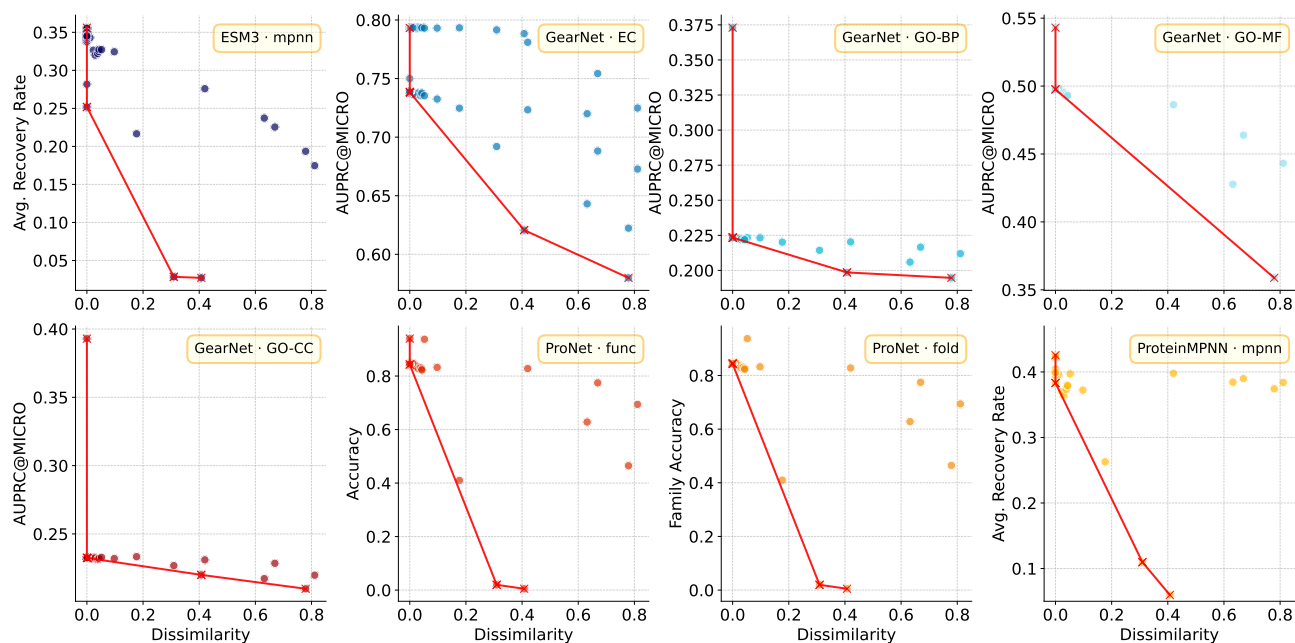 ESM3 · mpnn
Avg. Recovery Rate
0.35
0.30
0.25
0.20
0.15
0.10
0.05
0.0 0.2 0.4 0.6 0.8
GearNet · EC
AUPRC@MICRO
0.80
0.75
0.70
0.65
0.60
0.0 0.2 0.4 0.6 0.8
GearNet · GO-BP
AUPRC@MICRO
0.375
0.350
0.325
0.300
0.275
0.250
0.225
0.200
0.0 0.2 0.4 0.6 0.8
GearNet · GO-MF
AUPRC@MICRO
0.55
0.50
0.45
0.40
0.35
0.0 0.2 0.4 0.6 0.8
GearNet · GO-CC
AUPRC@MICRO
0.40
0.35
0.30
0.25
0.0 0.2 0.4 0.6 0.8
Dissimilarity
ProNet · func
Accuracy
0.8
0.6
0.4
0.2
0.0
0.0 0.2 0.4 0.6 0.8
Dissimilarity
ProNet · fold
Family Accuracy
0.8
0.6
0.4
0.2
0.0
0.0 0.2 0.4 0.6 0.8
Dissimilarity
ProteinMPNN · mpnn
Avg. Recovery Rate
0.4
0.3
0.2
0.1
0.0 0.2 0.4 0.6 0.8
Dissimilarity